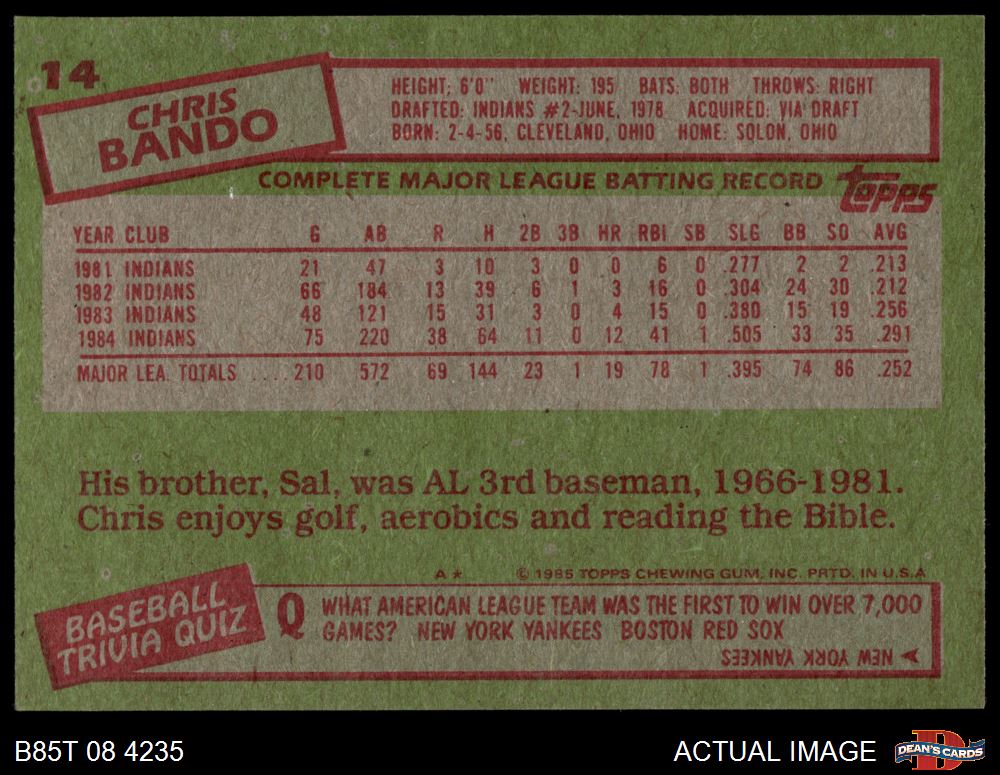 14
CHRIS
BANDO
HEIGHT: 6'0" WEIGHT: 195 BATS: BOTH THROWS: RIGHT
DRAFTED: INDIANS #2-JUNE, 1978 ACQUIRED: VIA DRAFT
BORN: 2-4-56, CLEVELAND, OHIO HOME: SOLON, OHIO
COMPLETE MAJOR LEAGUE BATTING RECORD
topps
YEAR CLUB G AB R H 2B 3B HR RBI SB SLG BB SO AVG
1981 INDIANS 21 47 3 10 3 0 0 6 0 .277 2 2 .213
1982 INDIANS 66 184 13 39 6 1 3 16 0 .304 24 30 .212
1983 INDIANS 48 121 15 31 3 0 4 15 0 .380 15 19 .256
1984 INDIANS 75 220 38 64 11 0 12 41 1 .505 33 35 .291
MAJOR LEA. TOTALS ....210 572 69 144 23 1 19 78 1 .395 74 86 .252
His brother, Sal, was AL 3rd baseman, 1966-1981.
Chris enjoys golf, aerobics and reading the Bible.
A* © 1985 TOPPS CHEWING GUM, INC. PRTD. IN U.S.A
BASEBALL
TRIVIA QUIZ
Q WHAT AMERICAN LEAGUE TEAM WAS THE FIRST TO WIN OVER 7,000
GAMES? NEW YORK YANKEES BOSTON RED SOX
NEW YORK YANKEES
B85T 08 4235
ACTUAL IMAGE
D
DEAN'S CARDS